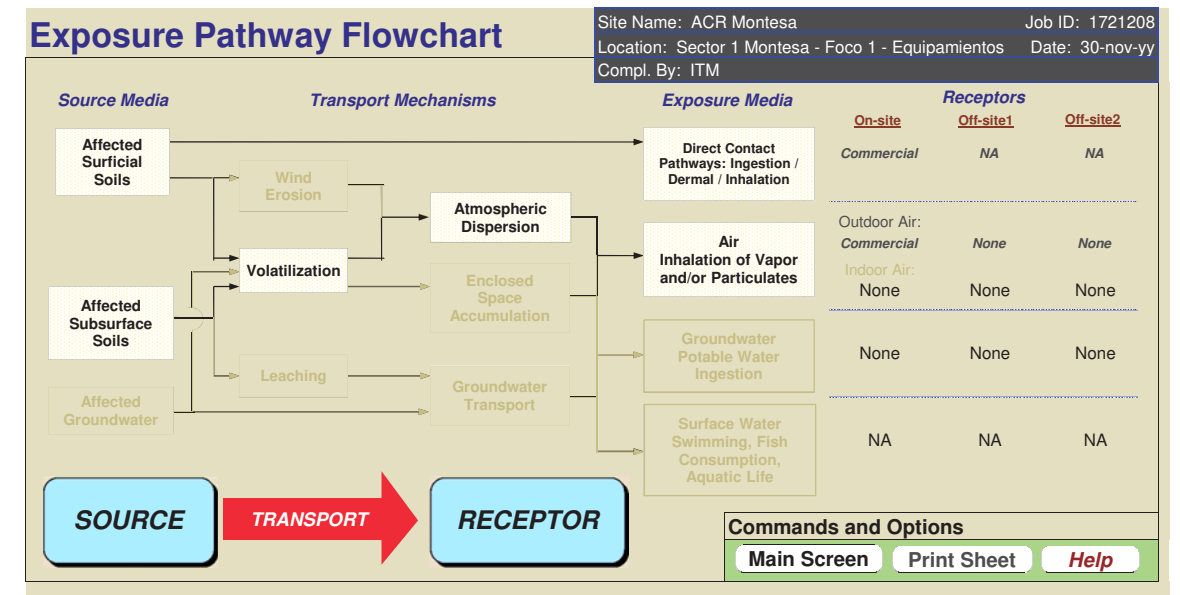 Exposure Pathway Flowchart
Site Name: ACR Montesa Job ID: 1721208
Location: Sector 1 Montesa - Foco 1 - Equipamientos Date: 30-nov-yy
Compl. By: ITM
Source Media
Transport Mechanisms
Exposure Media
Receptors
On-site Off-site1 Off-site2
Affected
Surficial
Soils
Wind
Erosion
Direct Contact
Pathways: Ingestion /
Dermal / Inhalation
Commercial NA NA
Atmospheric
Dispersion
Volatilization
Air
Inhalation of Vapor
and/or Particulates
Outdoor Air:
Commercial None None
Indoor Air:
None None None
Enclosed
Space
Accumulation
Affected
Subsurface
Soils
Groundwater
Potable Water
Ingestion
None None None
Leaching
Groundwater
Transport
Affected
Groundwater
Surface Water
Swimming, Fish
Consumption,
Aquatic Life
NA NA NA
SOURCE
TRANSPORT
RECEPTOR
Commands and Options
Main Screen Print Sheet Help